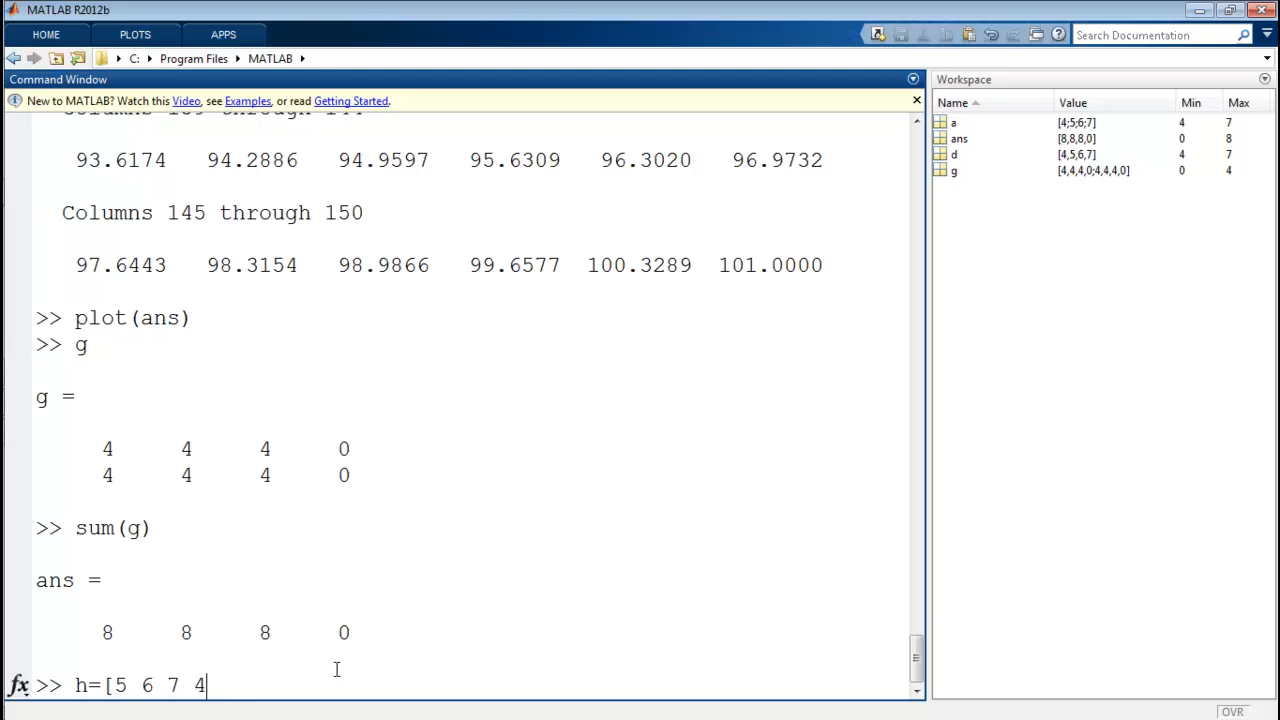 MATLAB R2012b
HOME PLOTS APPS
Search Documentation
C: Program Files MATLAB
Command Window
New to MATLAB? Watch this Video, see Examples, or read Getting Started.
93.6174 94.2886 94.9597 95.6309 96.3020 96.9732
Columns 145 through 150
97.6443 98.3154 98.9866 99.6577 100.3289 101.0000
>> plot(ans)
>> g
g =
4 4 4 0
4 4 4 0
>> sum(g)
ans =
8 8 8 0
fx >> h=[5 6 7 4
Workspace
Name Value Min Max
a [4;5;6;7] 4 7
ans [8,8,8,0] 0 8
d [4,5,6,7] 4 7
g [4,4,4,0;4,4,4,0] 0 4
OVR